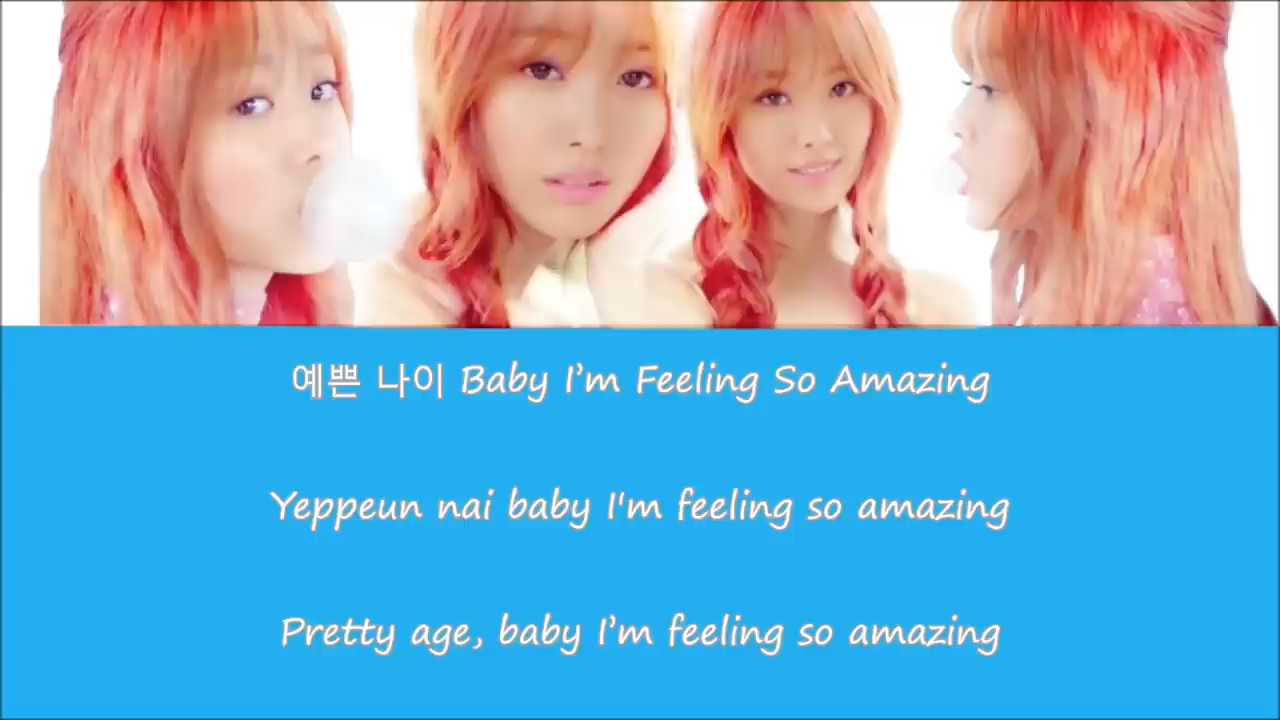 예쁜 나이 Baby I’m Feeling So Amazing
Yeppeun nai baby I'm feeling so amazing
Pretty age, baby I’m feeling so amazing